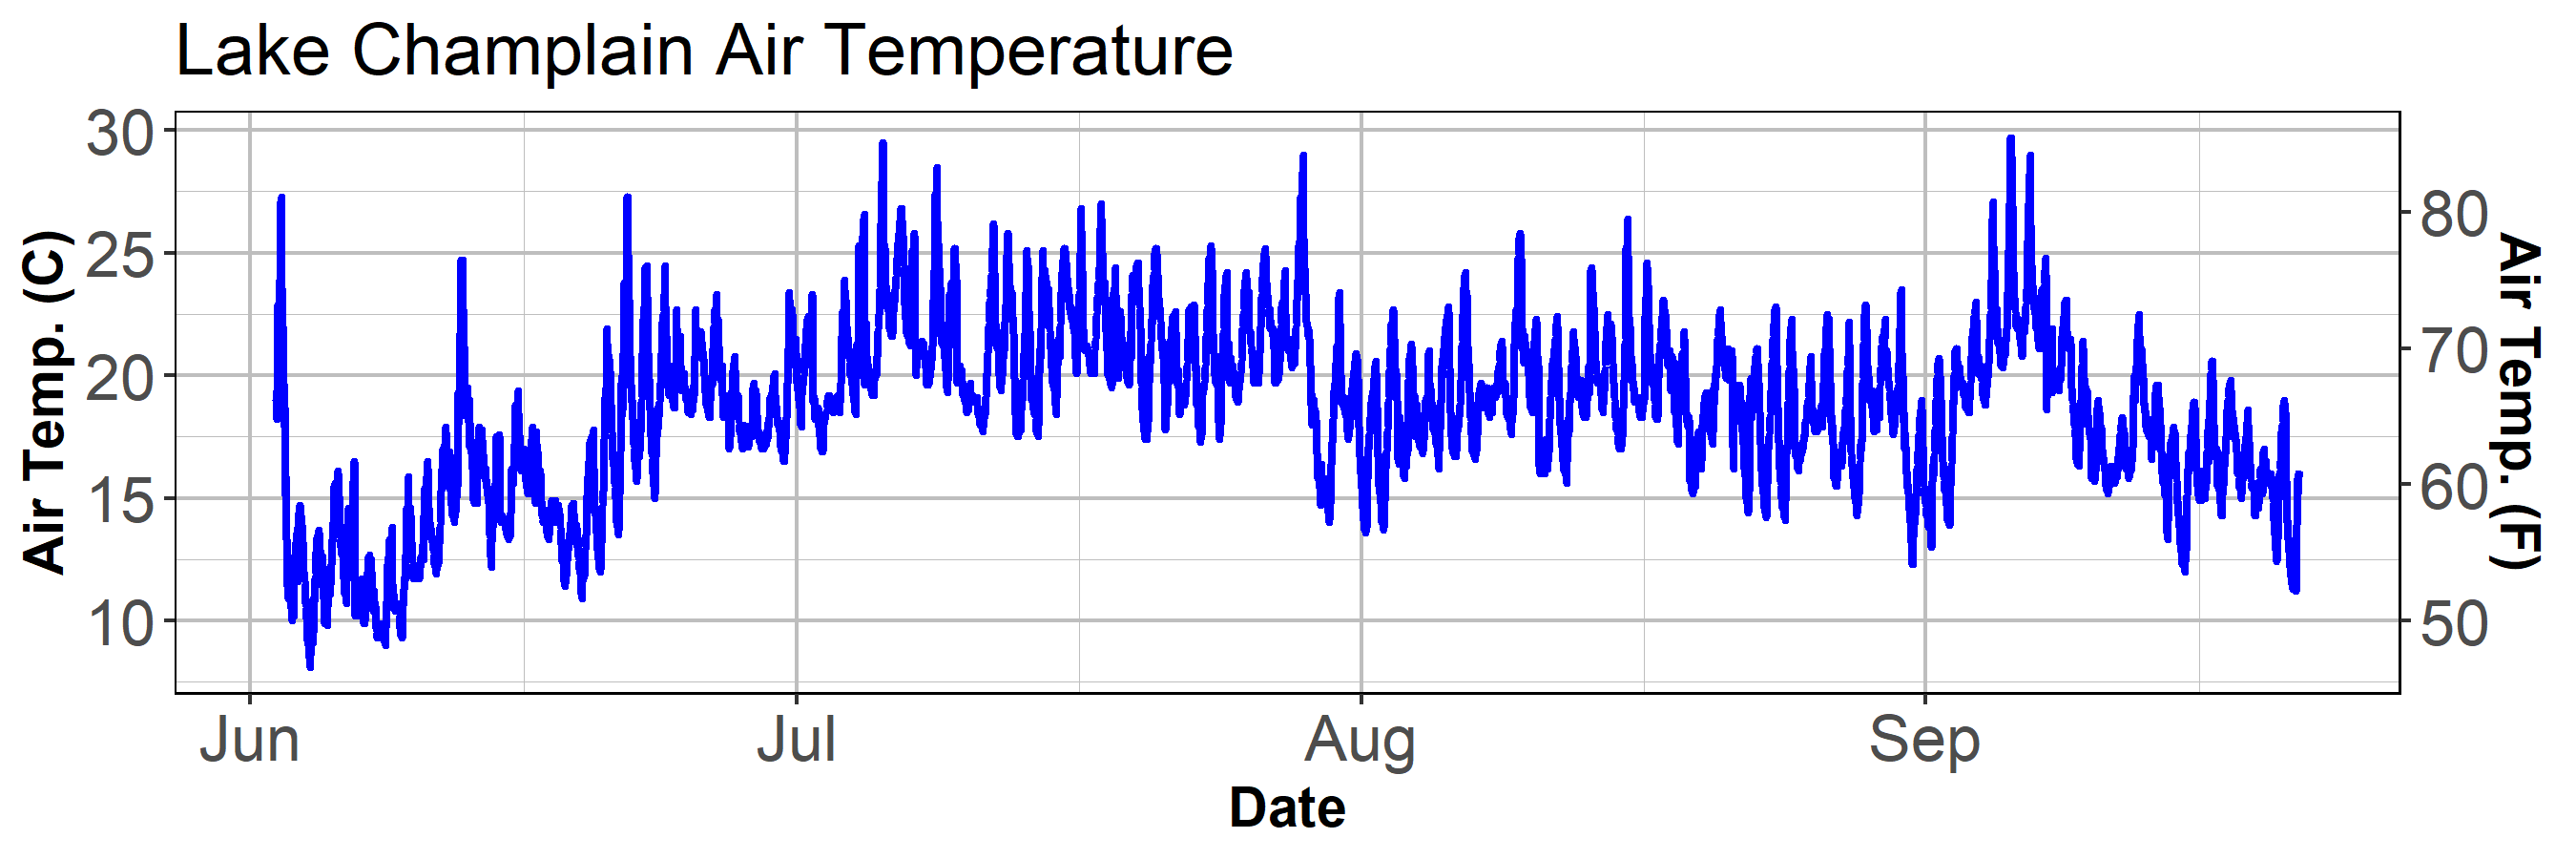 Lake Champlain Air Temperature
30
25
20
15
10
Air Temp. (C)
80
70
60
50
Air Temp. (F)
Jun Jul Aug Sep
Date